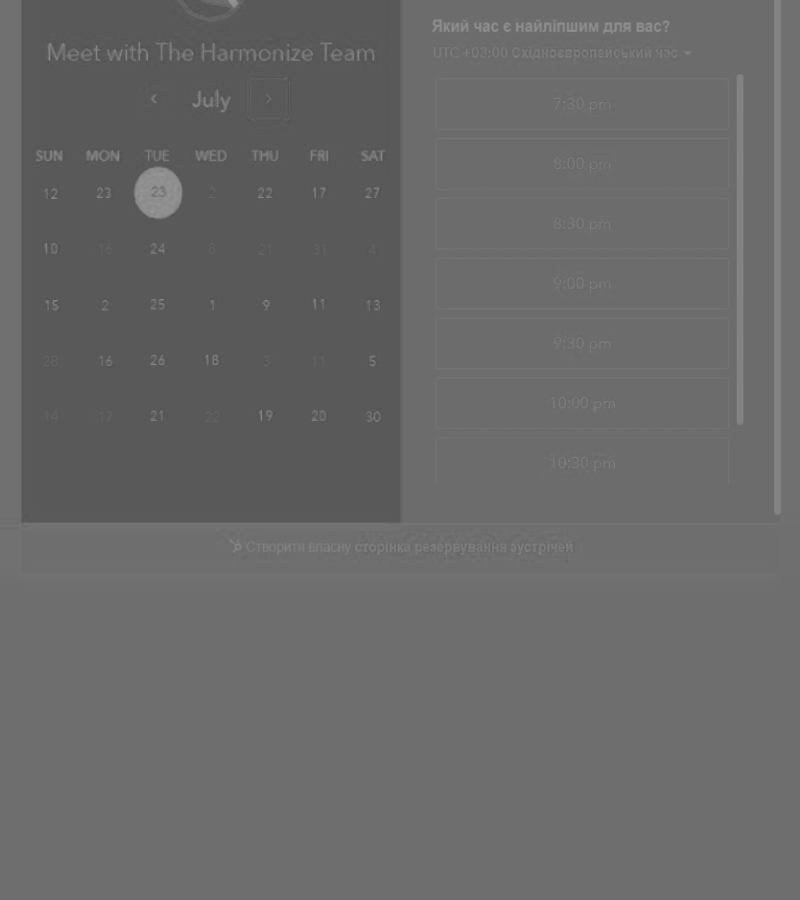 Meet with The Harmonize Team
July
SUN MON TUE WED THU FRI SAT
12 23 23 2 22 17 27
10 16 24 8 21 31 4
15 2 25 1 9 11 13
28 16 26 18 3 11 5
14 17 21 22 19 20 30
Який час є найліпшим для вас?
UTC +03:00 Східноєвропейський час
7:30 pm
8:00 pm
8:30 pm
9:00 pm
9:30 pm
10:00 pm
10:30 pm
Створити власну сторінка резервування зустрічей